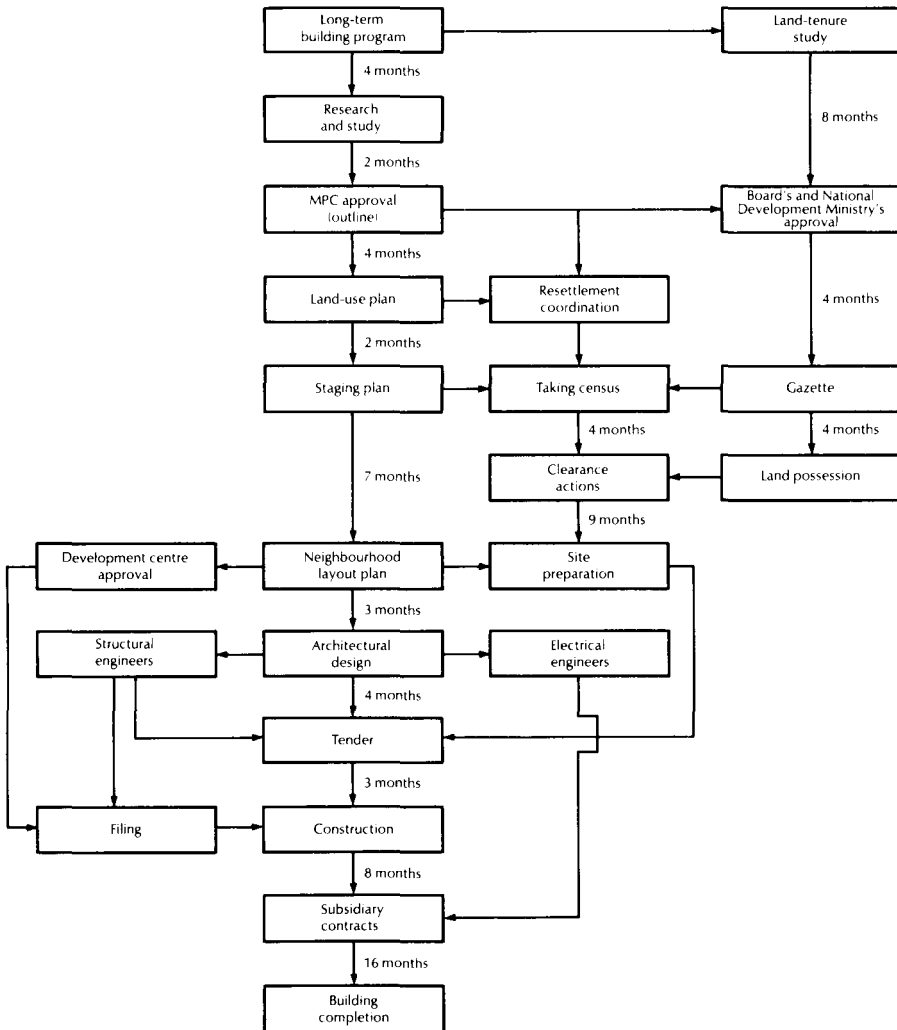 Long-term
building program
Land-tenure
study
4 months
Research
and study
8 months
2 months
MPC approval
(outline)
Board's and National
Development Ministry's
approval
4 months
Land-use plan
Resettlement
coordination
4 months
2 months
Staging plan
Taking census
Gazette
4 months
4 months
7 months
Clearance
actions
Land possession
9 months
Development centre
approval
Neighbourhood
layout plan
Site
preparation
3 months
Structural
engineers
Architectural
design
Electrical
engineers
4 months
Tender
3 months
Filing
Construction
8 months
Subsidiary
contracts
16 months
Building
completion